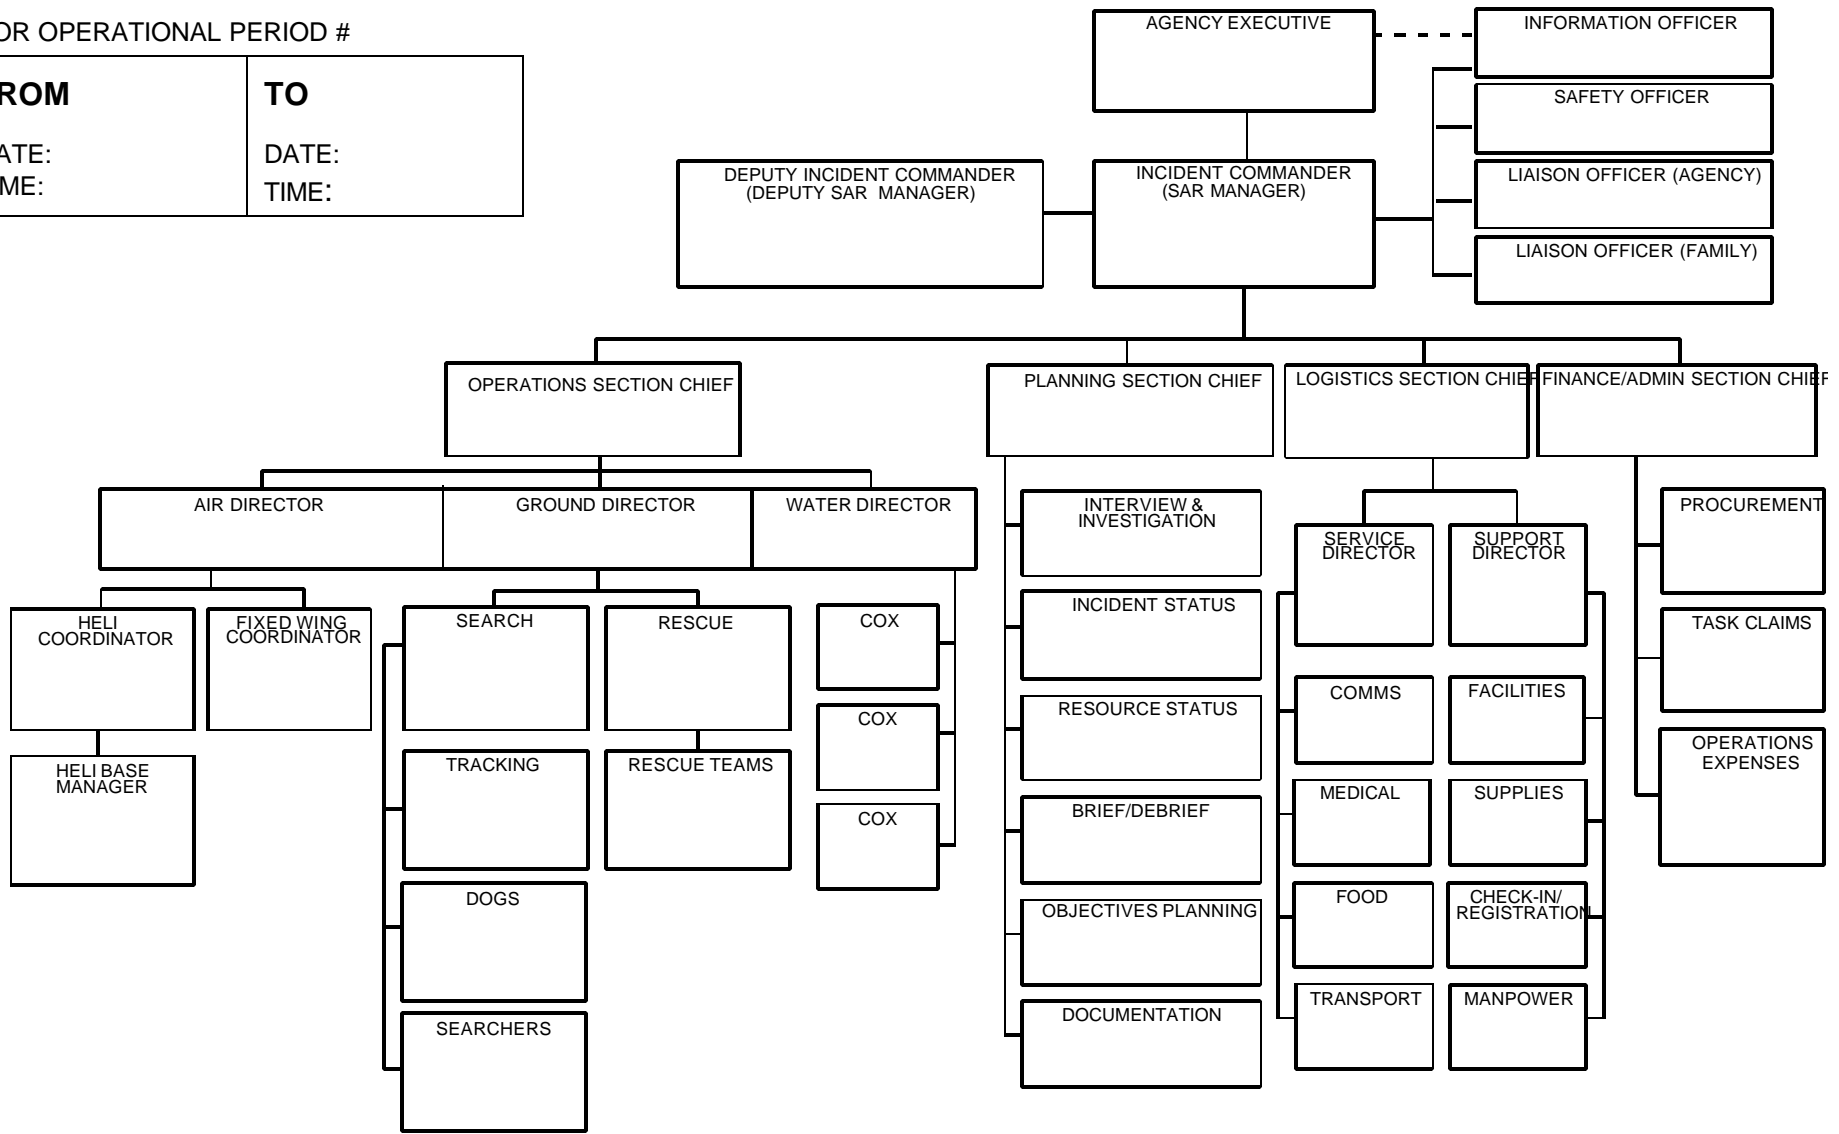 OR OPERATIONAL PERIOD #
ROM
TO
ATE:
DATE:
ME:
TIME:
AGENCY EXECUTIVE
INFORMATION OFFICER
SAFETY OFFICER
DEPUTY INCIDENT COMMANDER
(DEPUTY SAR MANAGER)
INCIDENT COMMANDER
(SAR MANAGER)
LIAISON OFFICER (AGENCY)
LIAISON OFFICER (FAMILY)
OPERATIONS SECTION CHIEF
PLANNING SECTION CHIEF
LOGISTICS SECTION CHIEF
FINANCE/ADMIN SECTION CHIEF
AIR DIRECTOR
GROUND DIRECTOR
WATER DIRECTOR
HELI
COORDINATOR
FIXED WING
COORDINATOR
HELI BASE
MANAGER
SEARCH
TRACKING
DOGS
SEARCHERS
RESCUE
RESCUE TEAMS
COX
COX
COX
INTERVIEW &
INVESTIGATION
INCIDENT STATUS
RESOURCE STATUS
BRIEF/DEBRIEF
OBJECTIVES PLANNING
DOCUMENTATION
SERVICE
DIRECTOR
COMMS
MEDICAL
FOOD
TRANSPORT
SUPPORT
DIRECTOR
FACILITIES
SUPPLIES
CHECK-IN/
REGISTRATION
MANPOWER
PROCUREMENT
TASK CLAIMS
OPERATIONS
EXPENSES